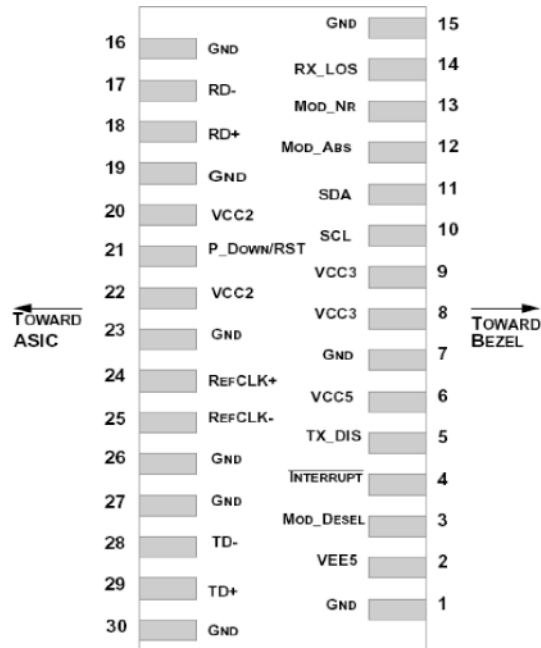 GND 15
16 GND
RX_LOS 14
17 RD-
MOD_NR 13
18 RD+
MOD_ABS 12
19 GND
SDA 11
20 VCC2
SCL 10
21 P_DOWN/RST
VCC3 9
22 VCC2
VCC3 8
TOWARD
ASIC
TOWARD
BEZEL
23 GND
GND 7
24 REFCLK+
VCC5 6
25 REFCLK-
TX_DIS 5
26 GND
INTERRUPT 4
27 GND
MOD_DESEL 3
28 TD-
VEE5 2
29 TD+
GND 1
30 GND